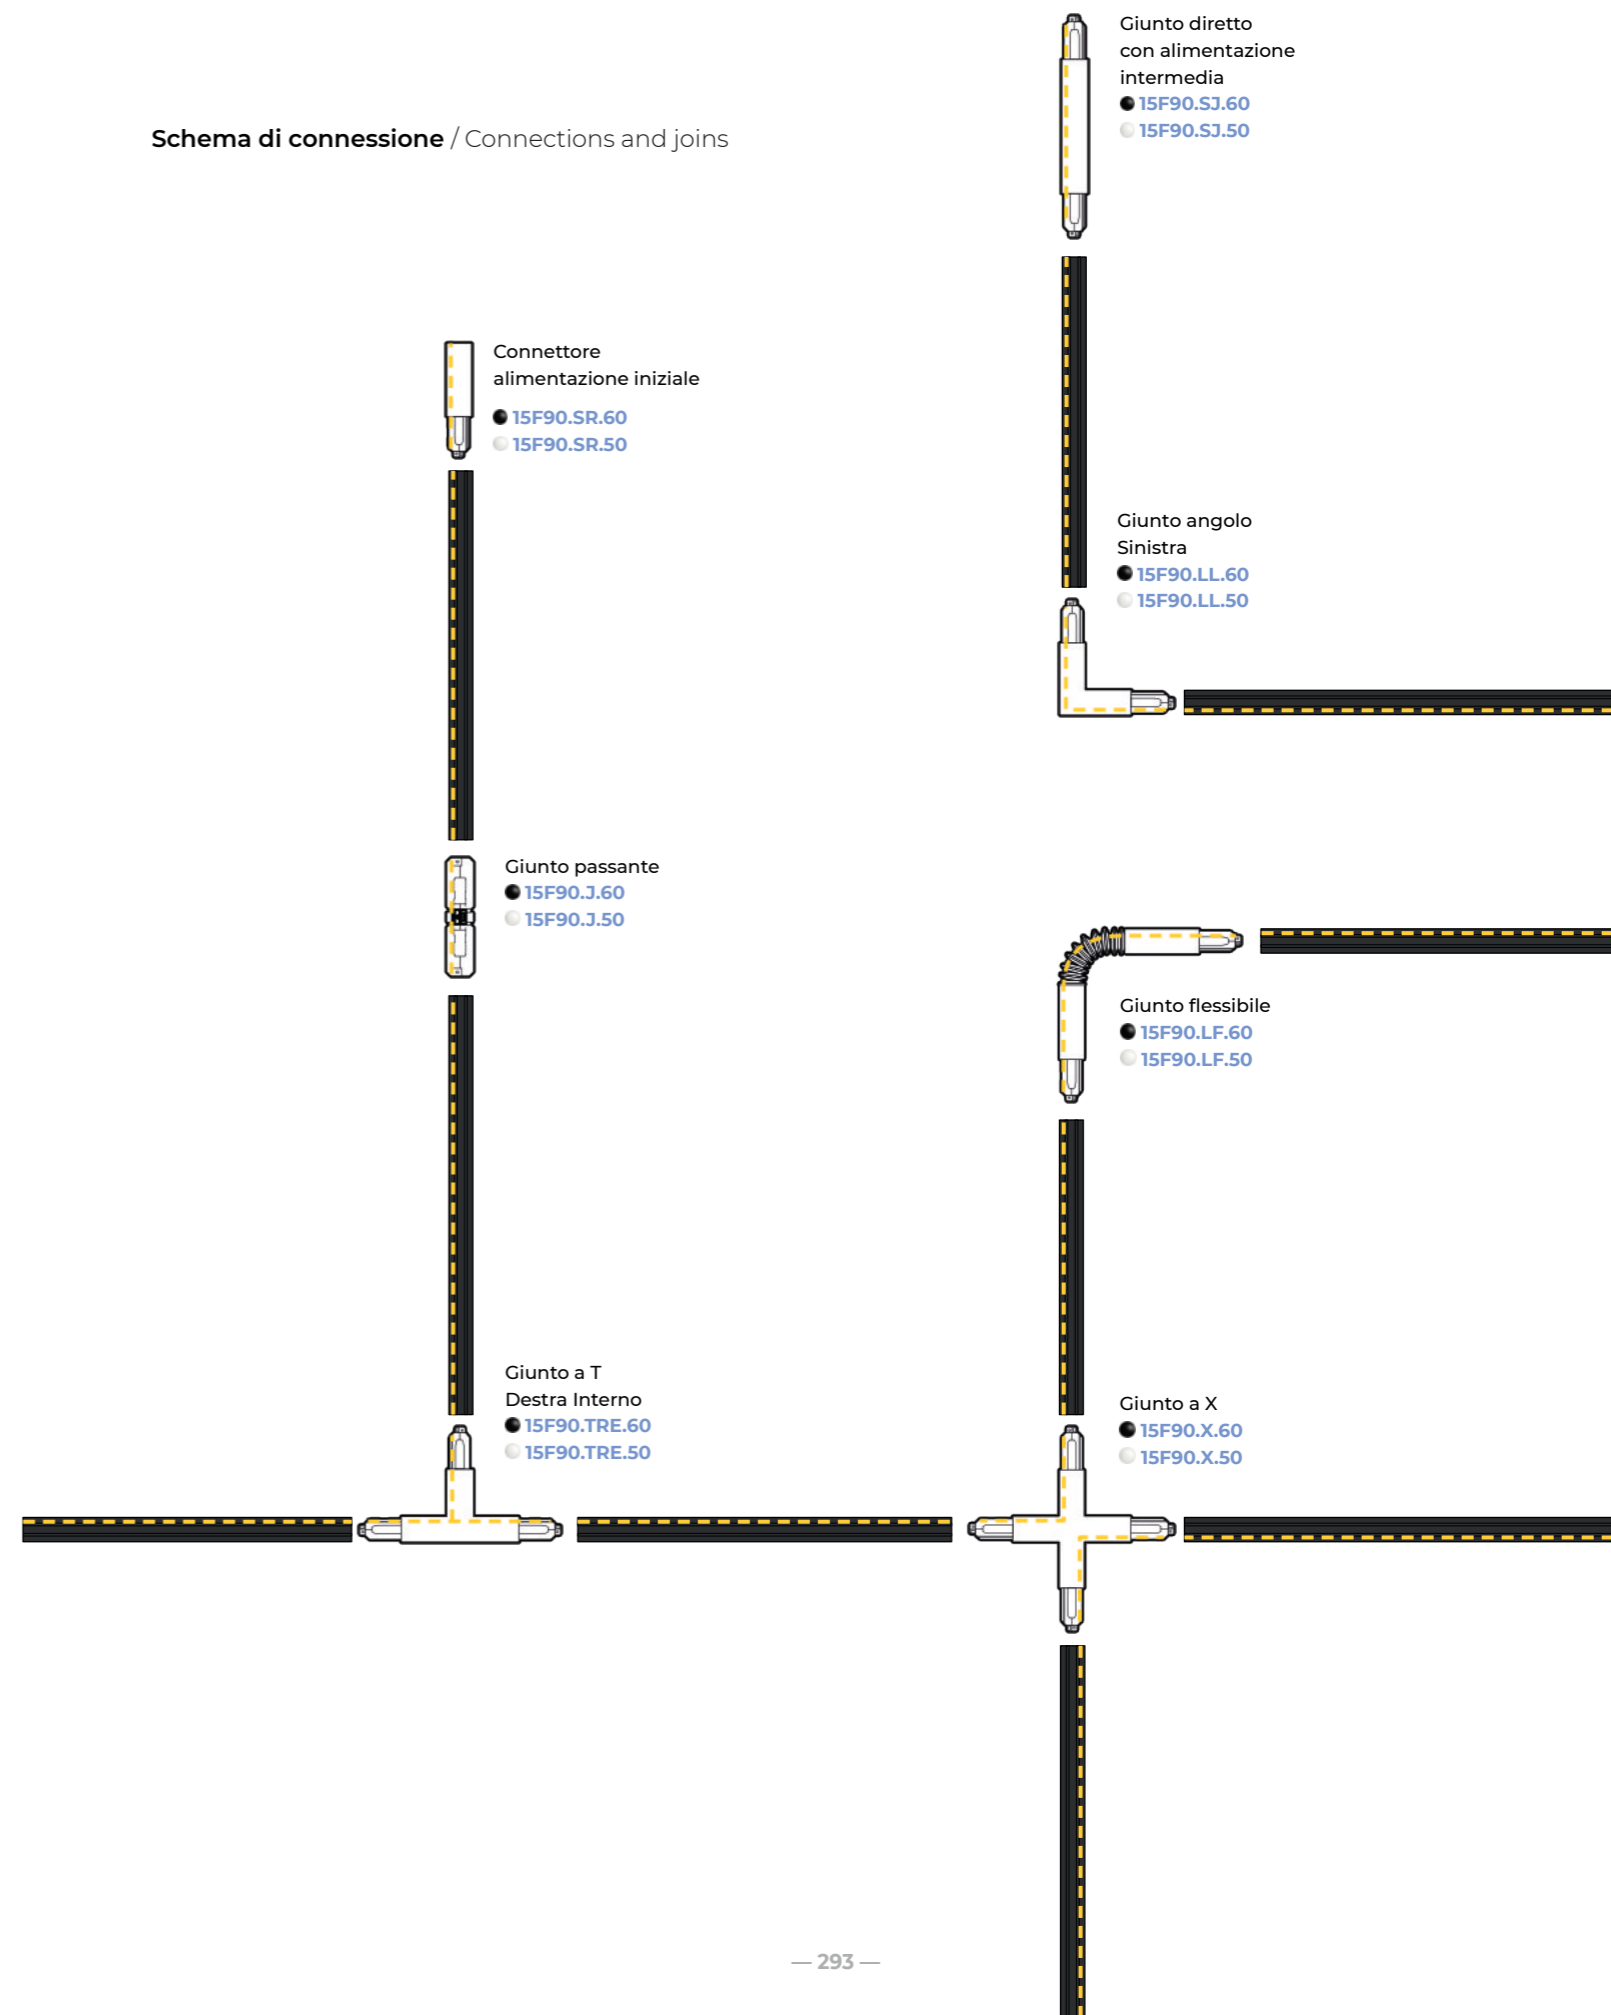 Giunto diretto
con alimentazione
intermedia
15F90.SJ.60
15F90.SJ.50
Schema di connessione / Connections and joins
Connettore
alimentazione iniziale
15F90.SR.60
15F90.SR.50
Giunto angolo
Sinistra
15F90.LL.60
15F90.LL.50
Giunto passante
15F90.J.60
15F90.J.50
Giunto flessibile
15F90.LF.60
15F90.LF.50
Giunto a T
Destra Interno
15F90.TRE.60
15F90.TRE.50
Giunto a X
15F90.X.60
15F90.X.50
— 293 —